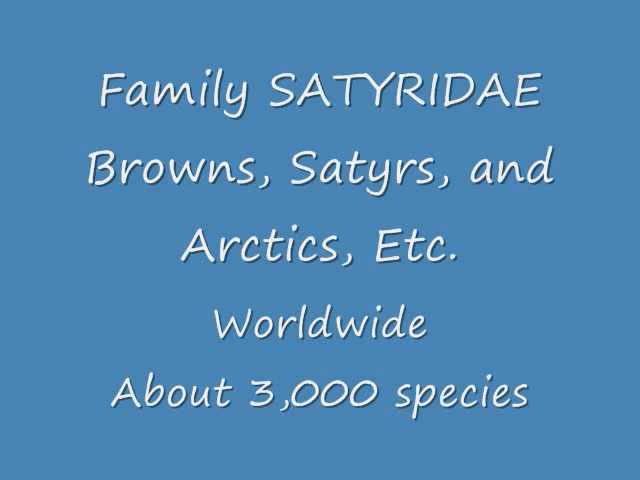 Family SATYRIDAE
Browns, Satyrs, and
Arctics, Etc.
Worldwide
About 3,000 species